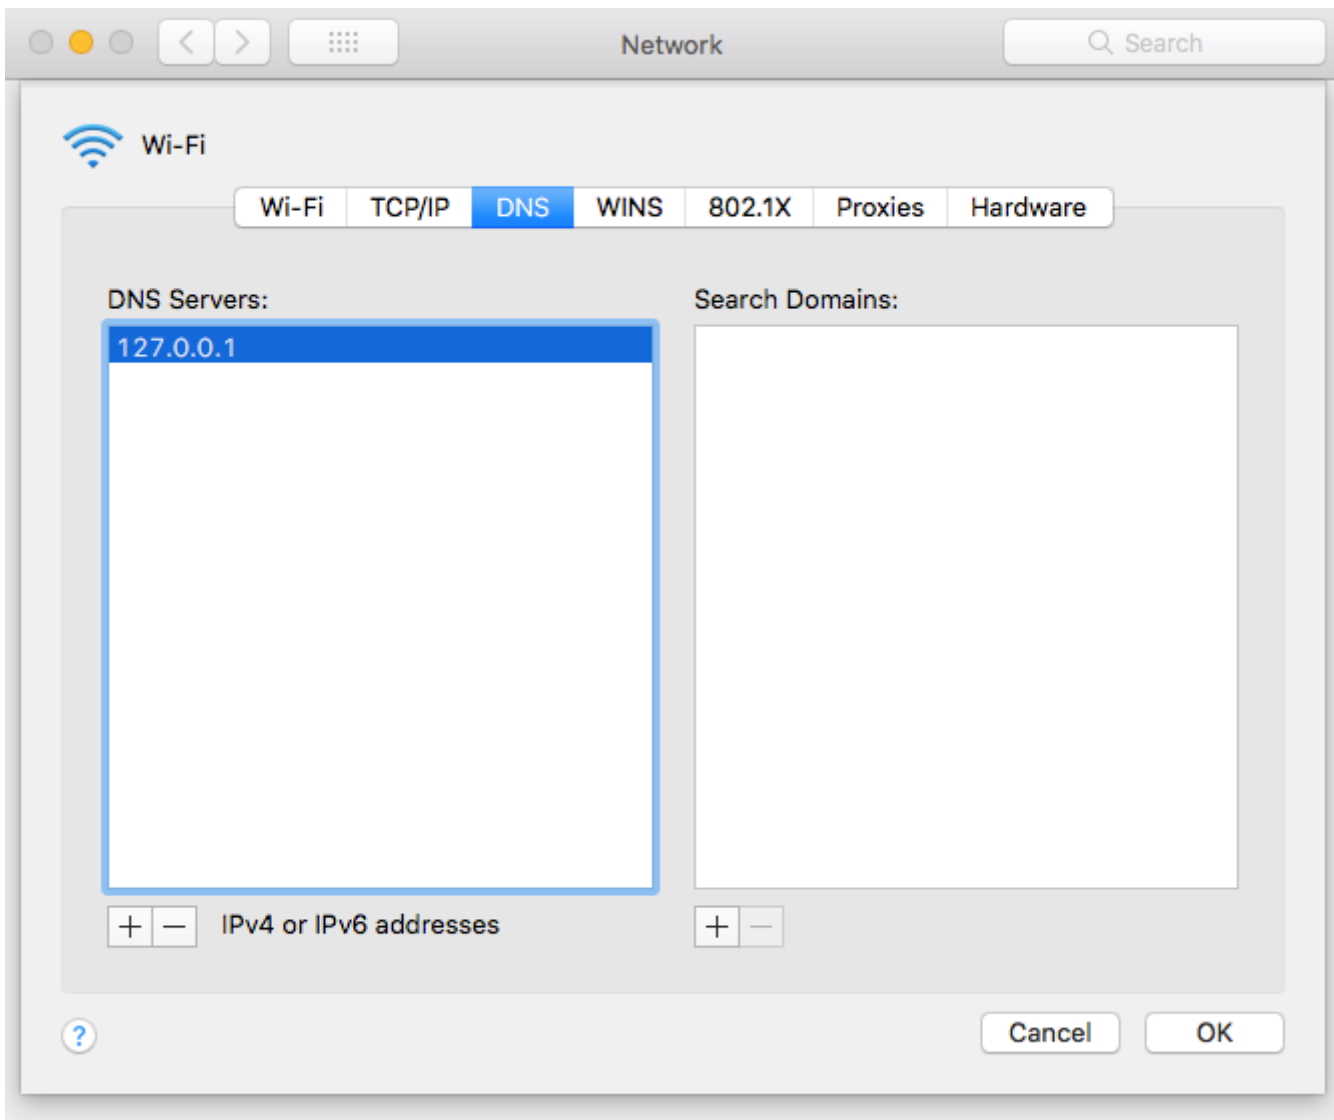 Network
Search
Wi-Fi
Wi-Fi TCP/IP DNS WINS 802.1X Proxies Hardware
DNS Servers:
127.0.0.1
IPv4 or IPv6 addresses
Search Domains:
? Cancel OK